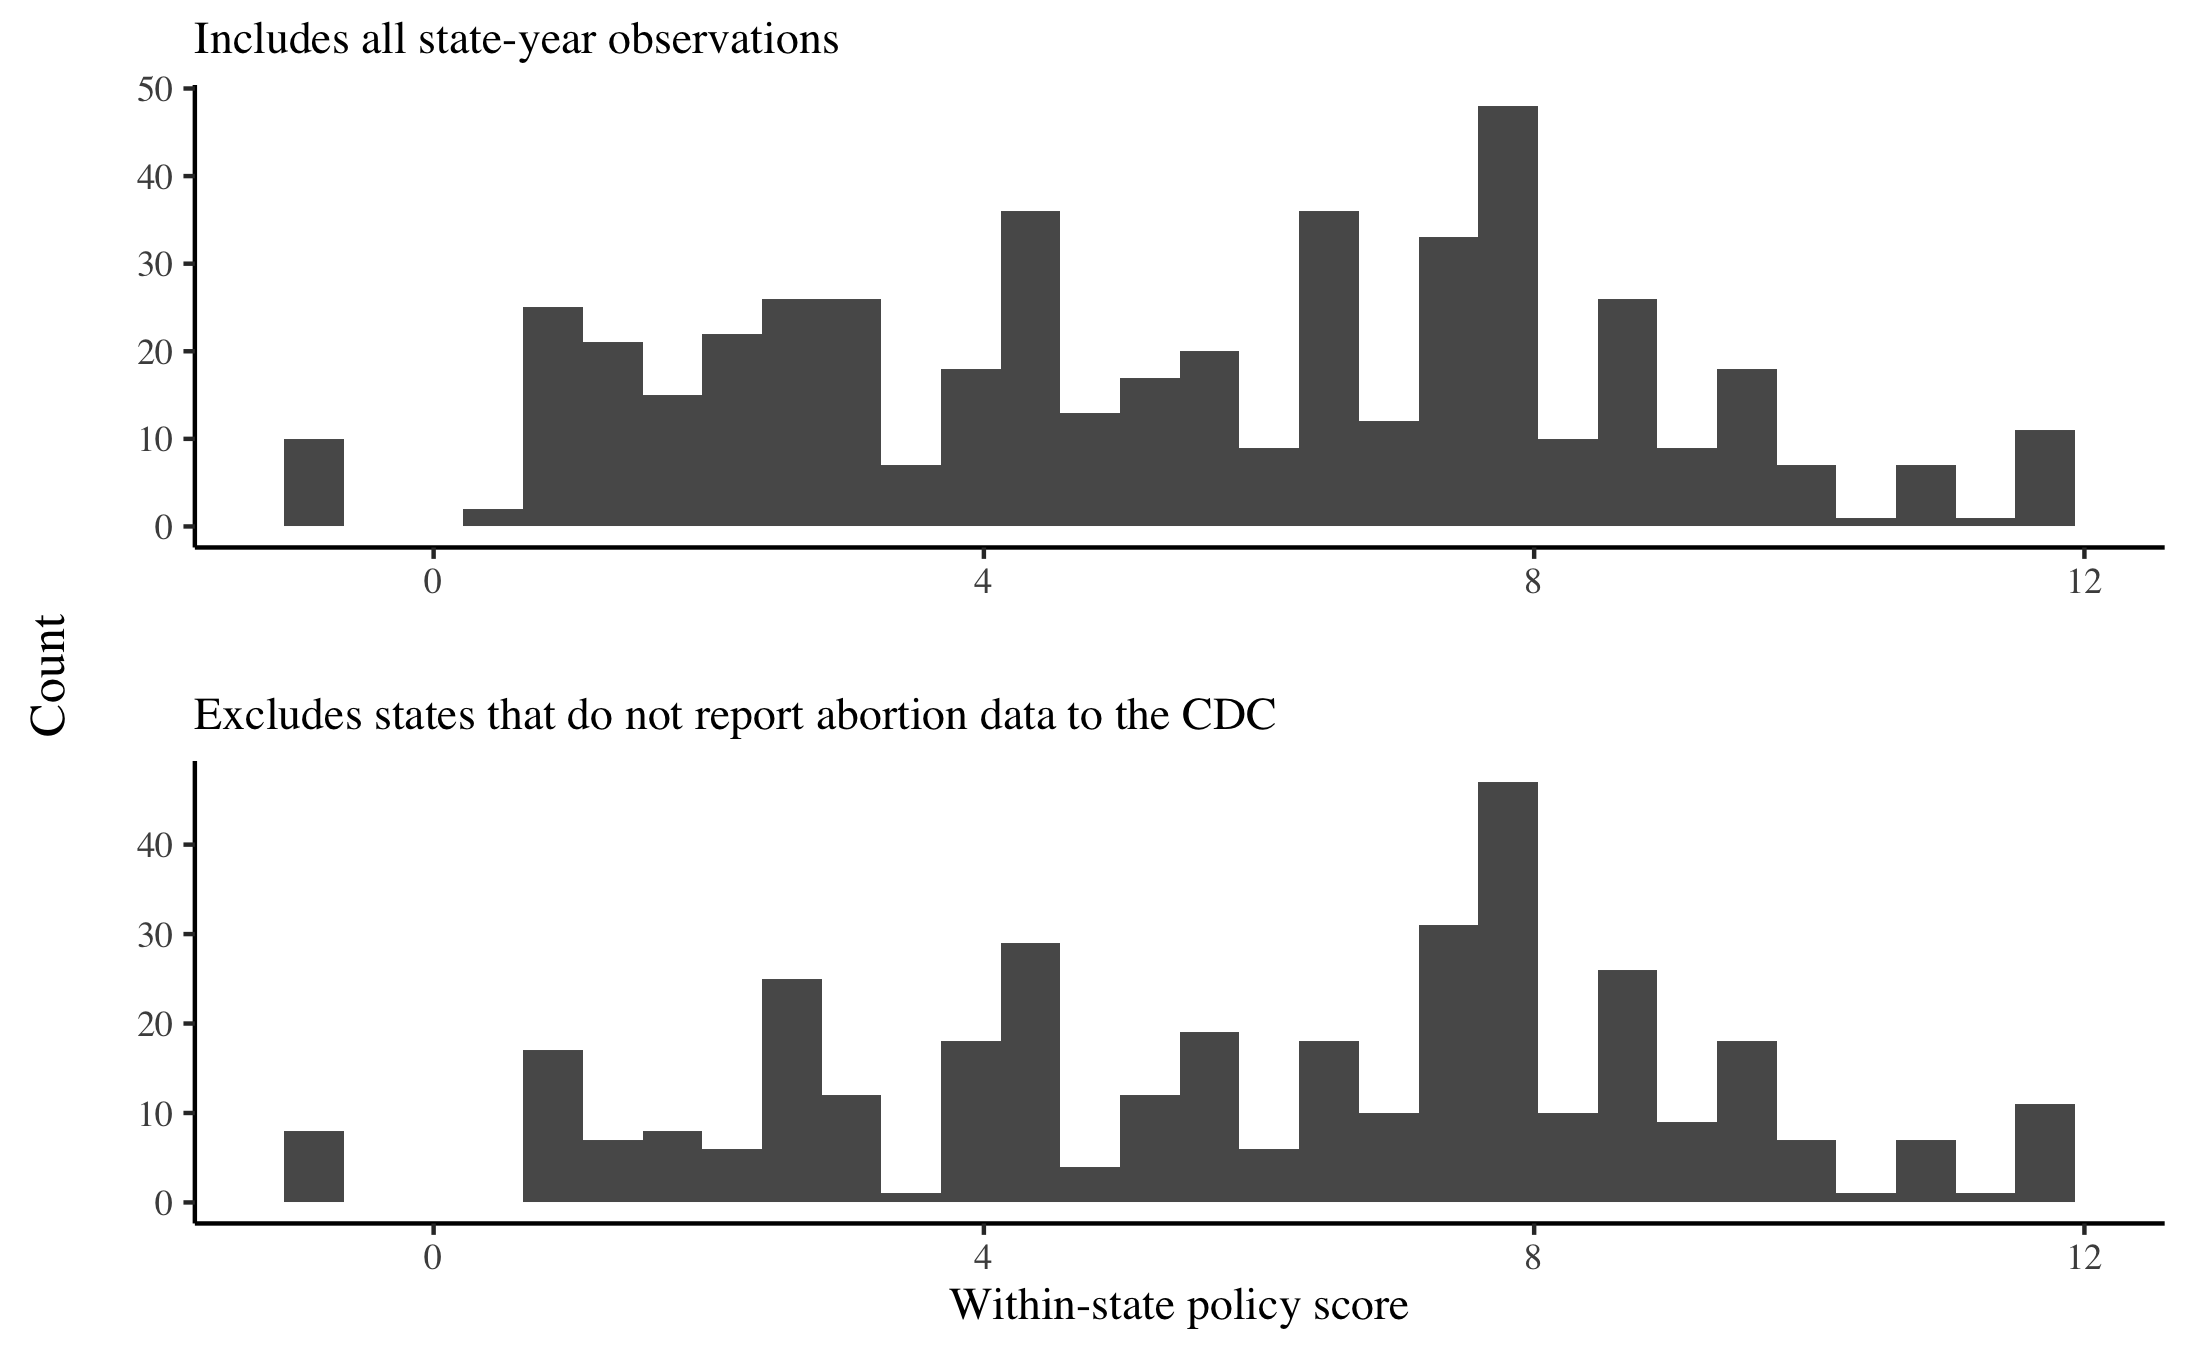 Includes all state-year observations
50
40
30
20
10
0
0 4 8 12
Count
Excludes states that do not report abortion data to the CDC
40
30
20
10
0
0 4 8 12
Within-state policy score